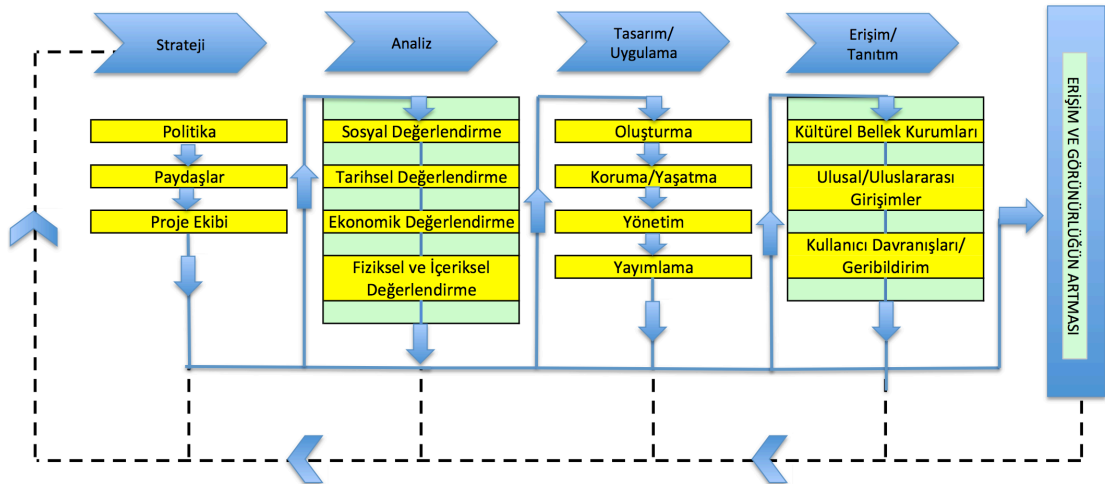 Strateji
Analiz
Tasarım/
Uygulama
Erişim/
Tanıtım
Politika
Paydaşlar
Proje Ekibi
Sosyal Değerlendirme
Tarihsel Değerlendirme
Ekonomik Değerlendirme
Fiziksel ve İçeriksel
Değerlendirme
Oluşturma
Koruma/Yaşatma
Yönetim
Yayımlama
Kültürel Bellek Kurumları
Ulusal/Uluslararası
Girişimler
Kullanıcı Davranışları/
Geribildirim
ERİŞİM VE GÖRÜNÜRLÜĞÜN ARTMASI